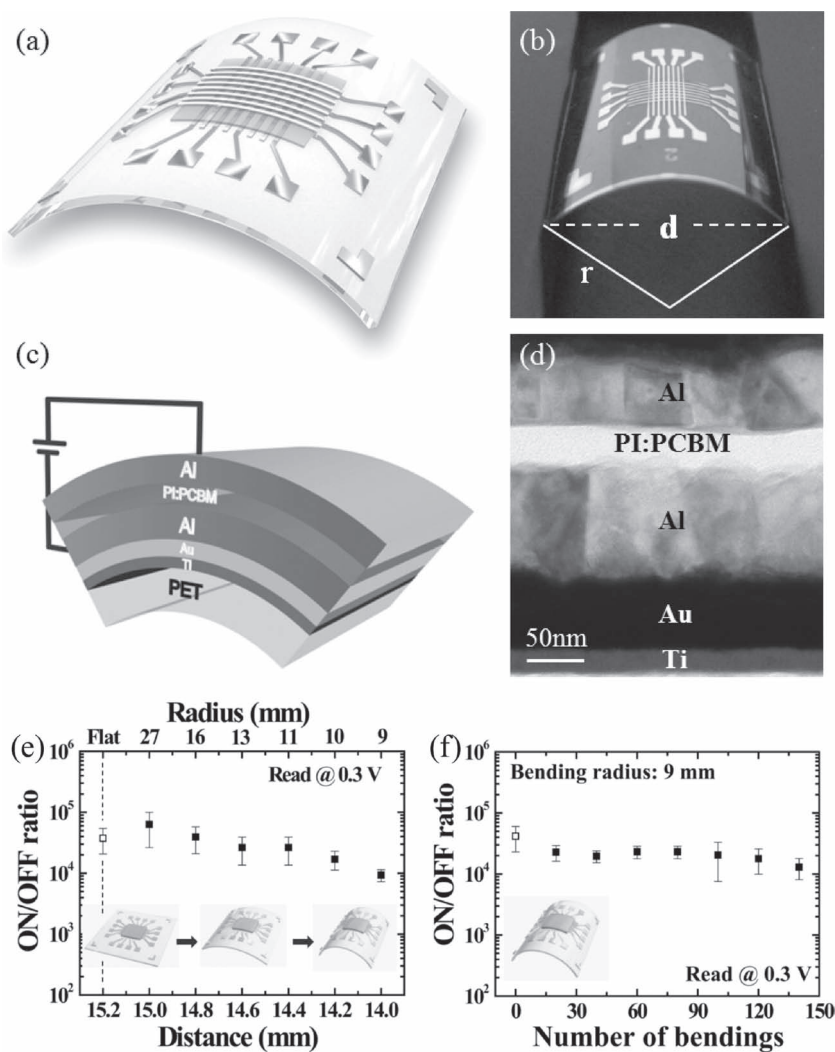 (a)
(b)
d
r
(c)
Al
PI:PCBM
Al
Au
Ti
PET
(d)
Al
PI:PCBM
Al
Au
50nm
Ti
(e)
Radius (mm)
Flat 27 16 13 11 10 9
Read @ 0.3 V
ON/OFF ratio
10^6
10^5
10^4
10^3
10^2
15.2 15.0 14.8 14.6 14.4 14.2 14.0
Distance (mm)
(f)
Bending radius: 9 mm
ON/OFF ratio
10^6
10^5
10^4
10^3
10^2
Read @ 0.3 V
0 30 60 90 120 150
Number of bendings